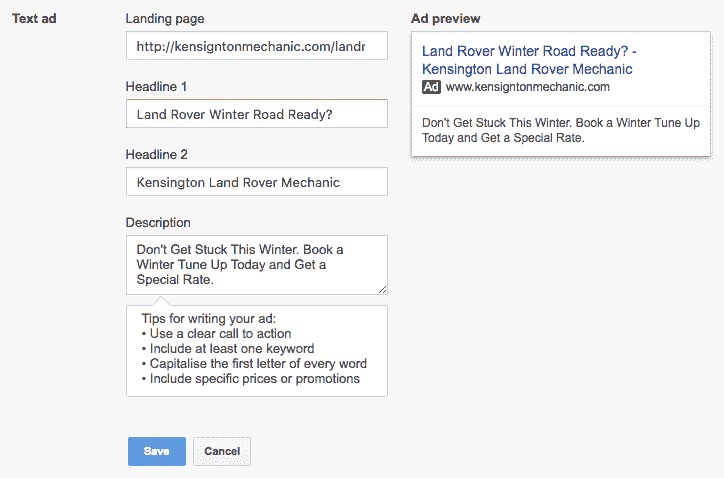 Text ad
Landing page
http://kensigntonmechanic.com/landr
Headline 1
Land Rover Winter Road Ready?
Headline 2
Kensington Land Rover Mechanic
Description
Don't Get Stuck This Winter. Book a
Winter Tune Up Today and Get a
Special Rate.
Tips for writing your ad:
▪ Use a clear call to action
▪ Include at least one keyword
▪ Capitalise the first letter of every word
▪ Include specific prices or promotions
Save
Cancel
Ad preview
Land Rover Winter Road Ready? -
Kensington Land Rover Mechanic
Ad www.kensigntonmechanic.com
Don't Get Stuck This Winter. Book a Winter Tune Up
Today and Get a Special Rate.